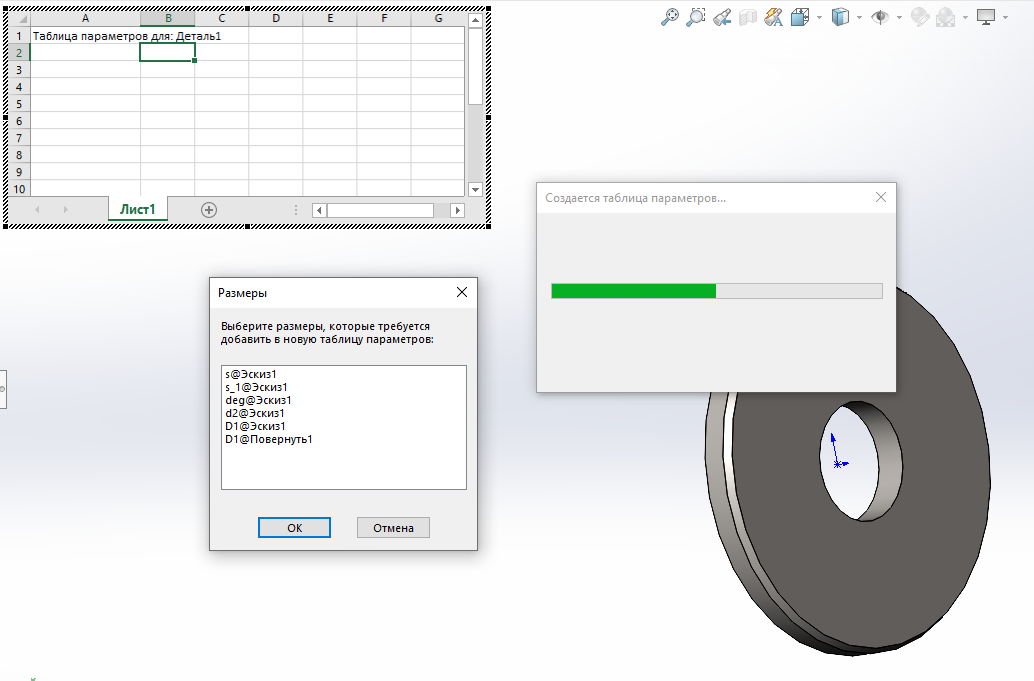 A B C D E F G
1 Таблица параметров для: Деталь1
2
3
4
5
6
7
8
9
10
Лист1
Создается таблица параметров...
Размеры
Выберите размеры, которые требуется
добавить в новую таблицу параметров:
s@Эскиз1
s_1@Эскиз1
deg@Эскиз1
d2@Эскиз1
D1@Эскиз1
D1@Повернуть1
OK Отмена